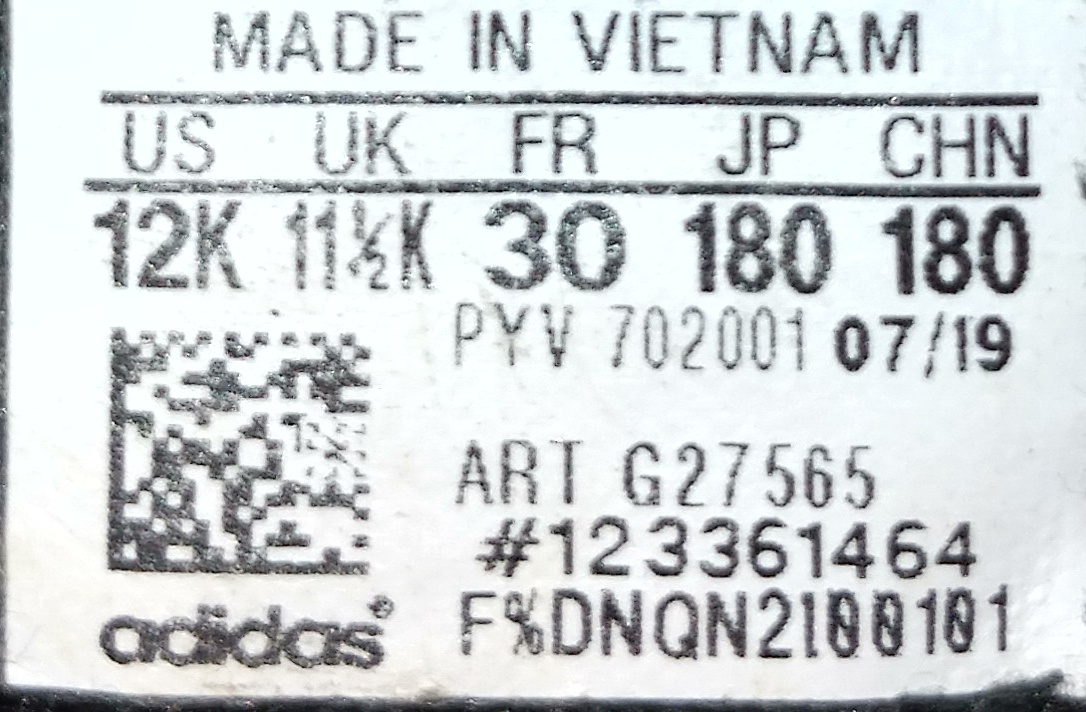 MADE IN VIETNAM
US UK FR JP CHN
12K 11½K 30 180 180
PYV 702001 07/19
ART G27565
#123361464
F%DNQN2100101
adidas®